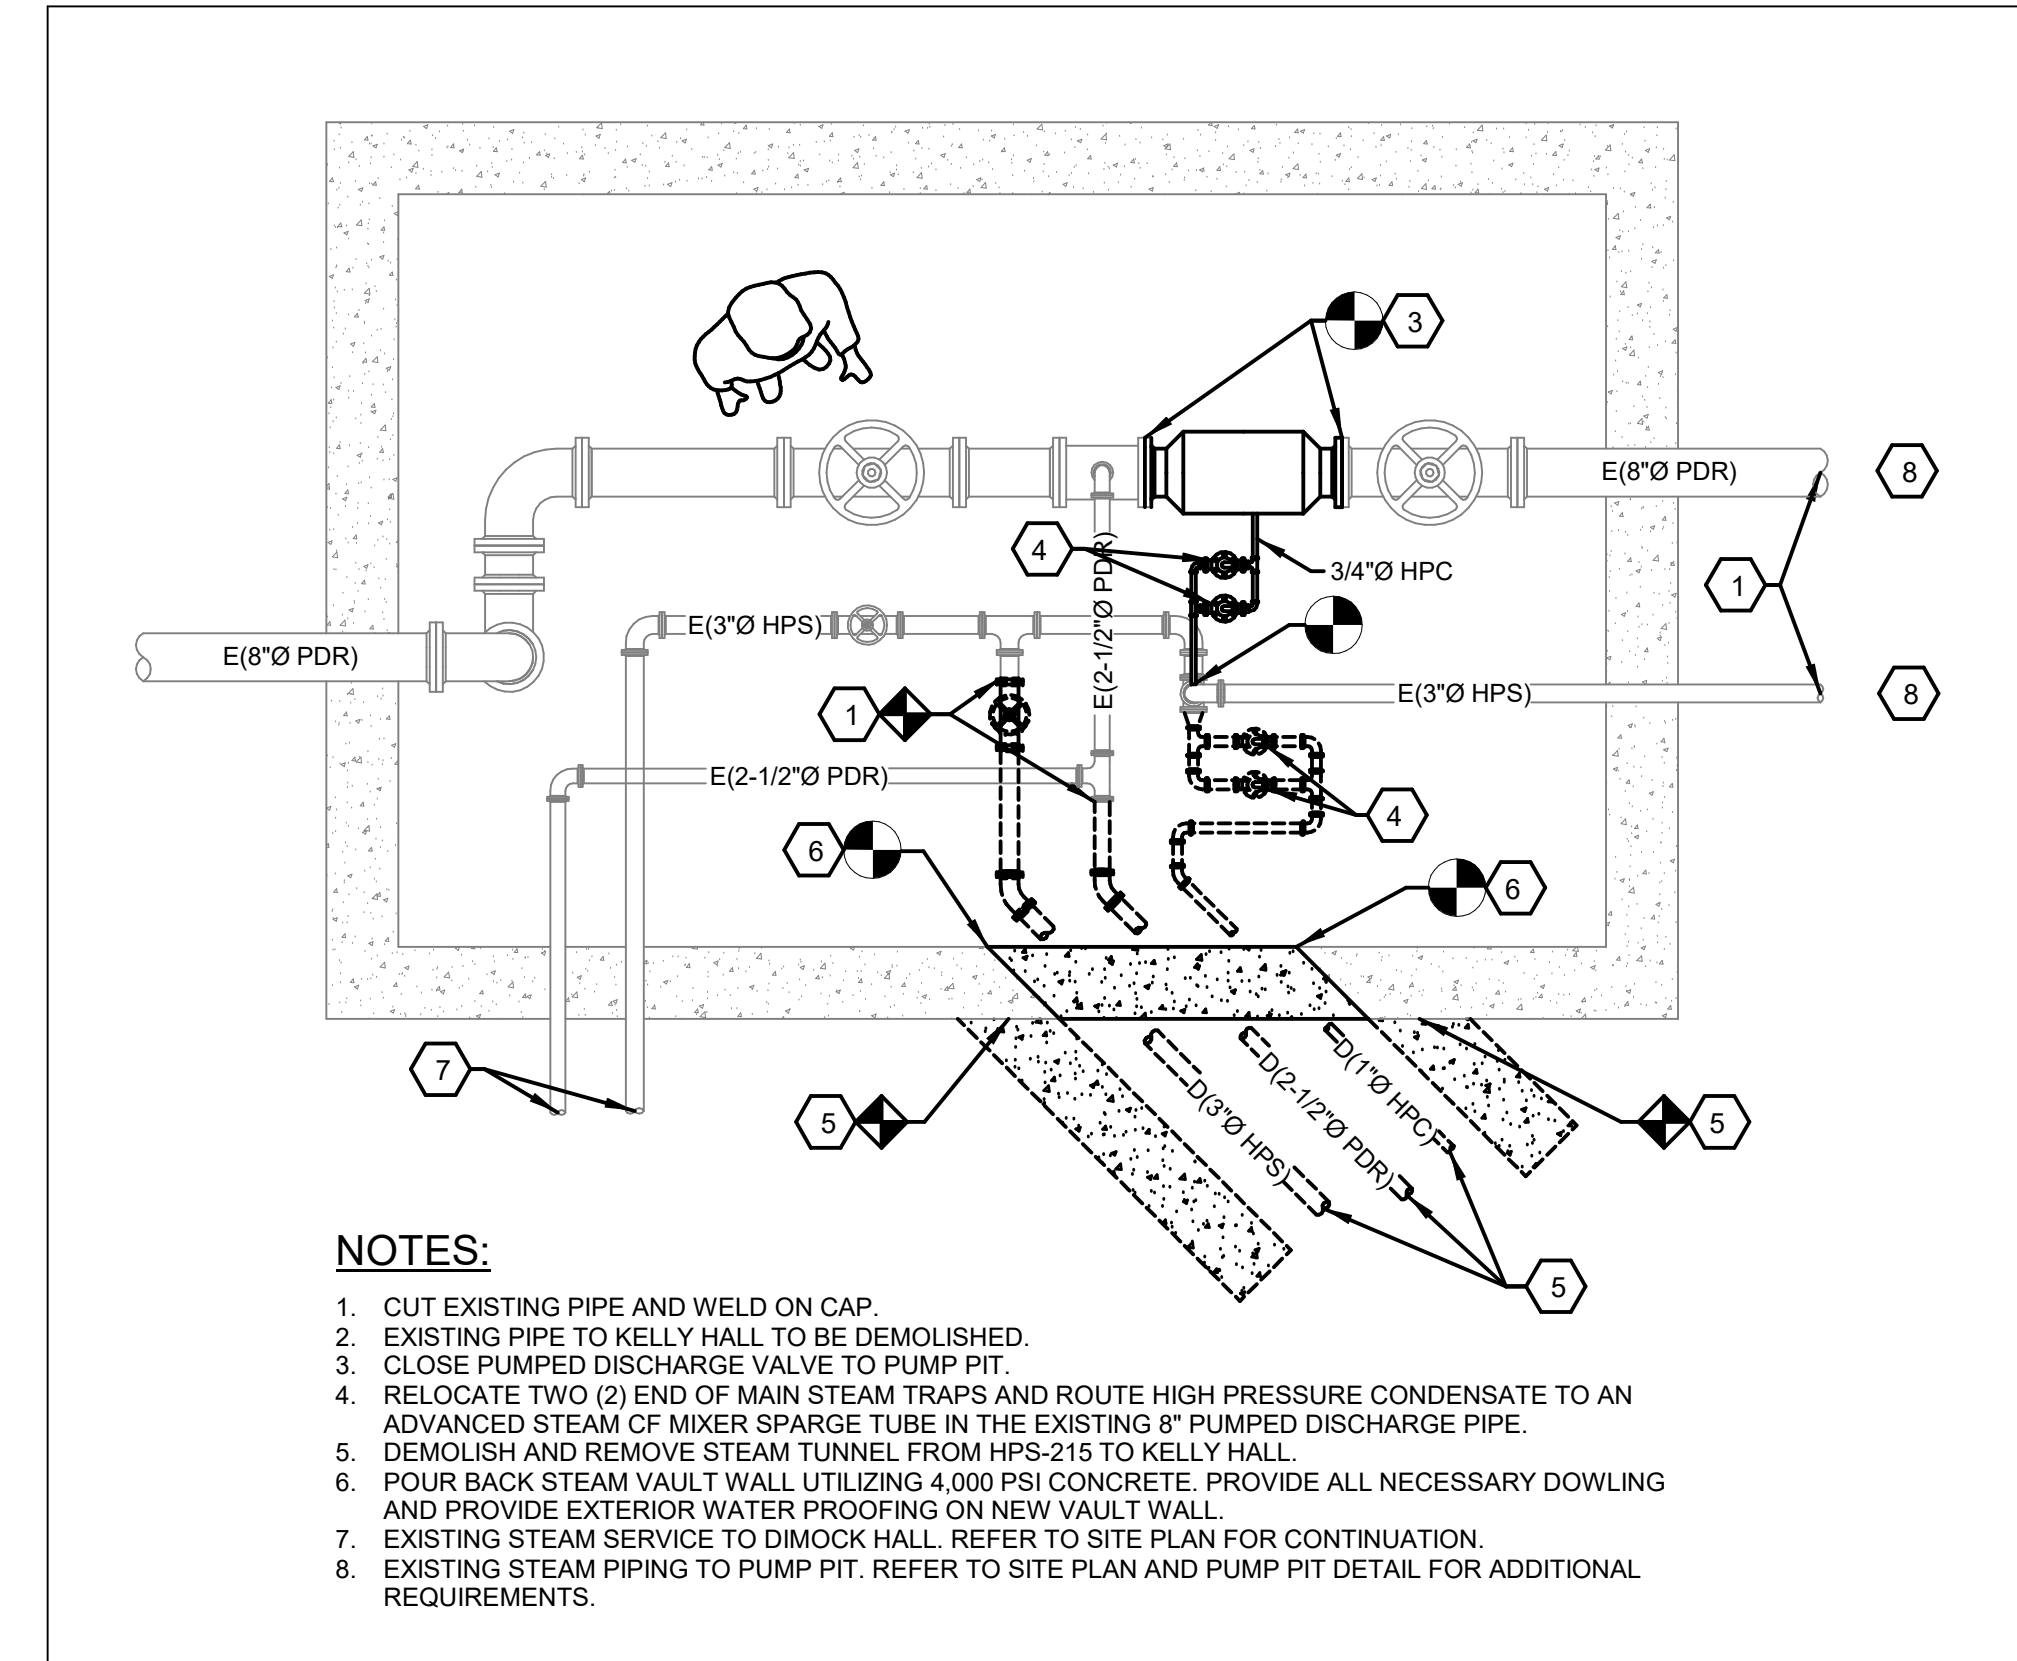 3
E(8"Ø PDR)
8
4
E(2-1/2"Ø PDR)
3/4"Ø HPC
1
E(3"Ø HPS)
E(8"Ø PDR)
E(3"Ø HPS)
8
1
E(2-1/2"Ø PDR)
4
6
6
7
5
D(3"Ø HPS)
D(2-1/2"Ø PDR)
D(1"Ø HPC)
5
5
NOTES:
1. CUT EXISTING PIPE AND WELD ON CAP.
2. EXISTING PIPE TO KELLY HALL TO BE DEMOLISHED.
3. CLOSE PUMPED DISCHARGE VALVE TO PUMP PIT.
4. RELOCATE TWO (2) END OF MAIN STEAM TRAPS AND ROUTE HIGH PRESSURE CONDENSATE TO AN
ADVANCED STEAM CF MIXER SPARGE TUBE IN THE EXISTING 8" PUMPED DISCHARGE PIPE.
5. DEMOLISH AND REMOVE STEAM TUNNEL FROM HPS-215 TO KELLY HALL.
6. POUR BACK STEAM VAULT WALL UTILIZING 4,000 PSI CONCRETE. PROVIDE ALL NECESSARY DOWLING
AND PROVIDE EXTERIOR WATER PROOFING ON NEW VAULT WALL.
7. EXISTING STEAM SERVICE TO DIMOCK HALL. REFER TO SITE PLAN FOR CONTINUATION.
8. EXISTING STEAM PIPING TO PUMP PIT. REFER TO SITE PLAN AND PUMP PIT DETAIL FOR ADDITIONAL
REQUIREMENTS.